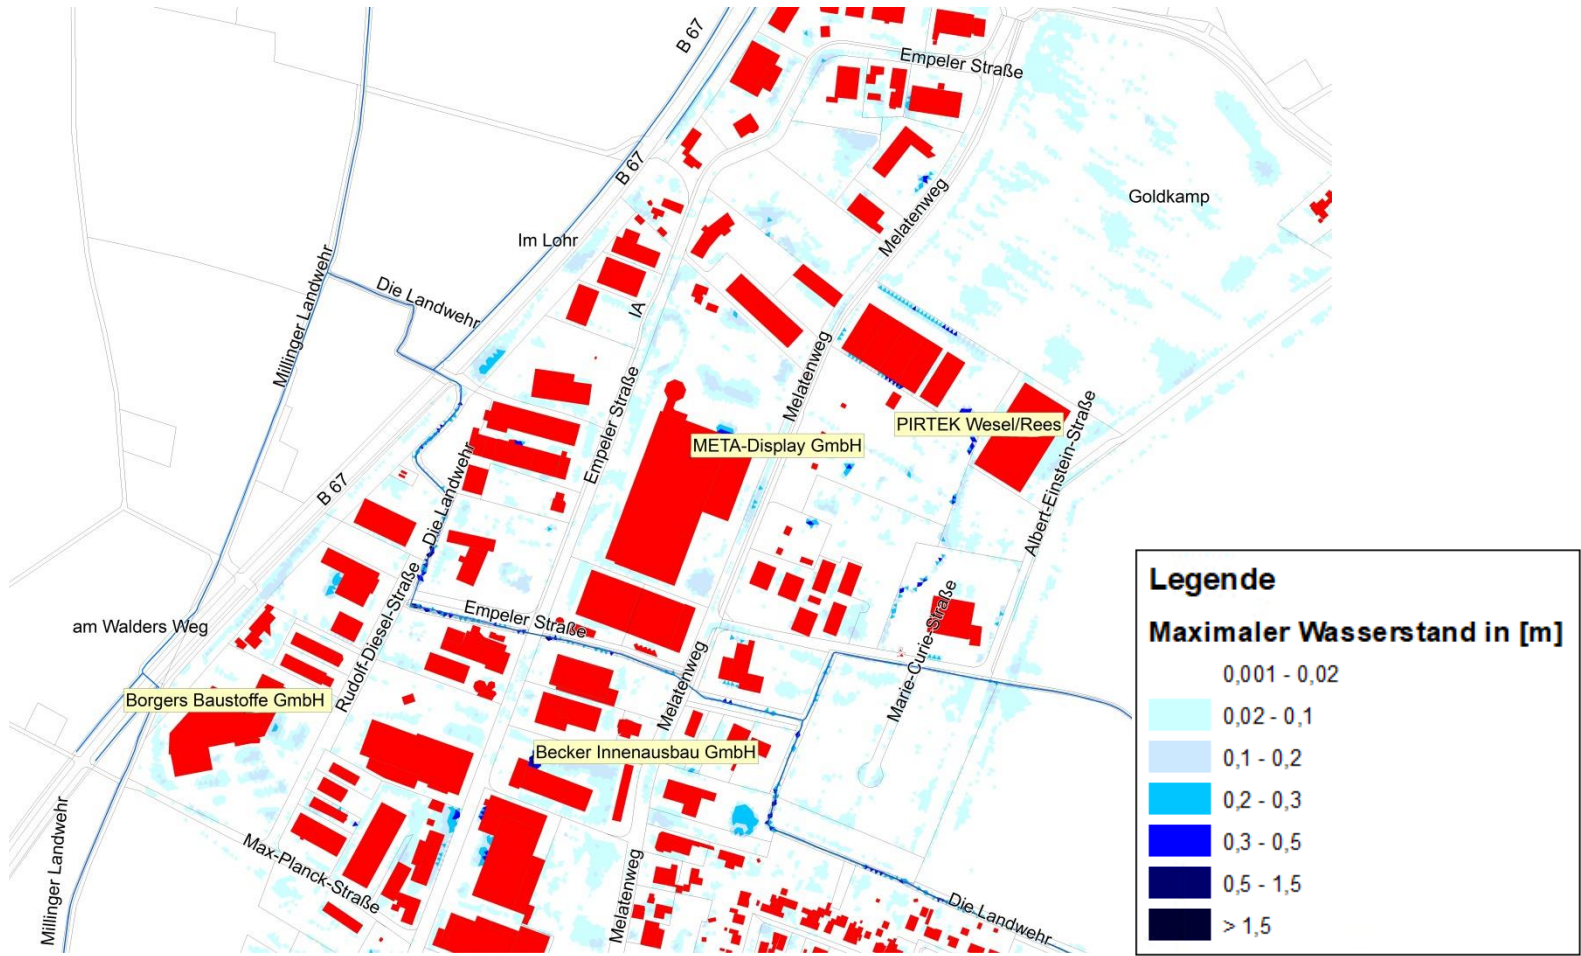 B 67
Empeler Straße
B 67
Goldkamp
Melatenweg
Im Lohr
Millinger Landwehr
Die Landwehr
IA
Melatenweg
Empeler Straße
PIRTEK Wesel/Rees
META-Display GmbH
Albert-Einstein-Straße
B 67
Die Landwehr
Rudolf-Diesel-Straße
Empeler Straße
am Walders Weg
Marie-Curie-Straße
Melatenweg
Borgers Baustoffe GmbH
Becker Innenausbau GmbH
Millinger Landwehr
Max-Planck-Straße
Melatenweg
Die Landwehr
Legende
Maximaler Wasserstand in [m]
0,001 - 0,02
0,02 - 0,1
0,1 - 0,2
0,2 - 0,3
0,3 - 0,5
0,5 - 1,5
> 1,5